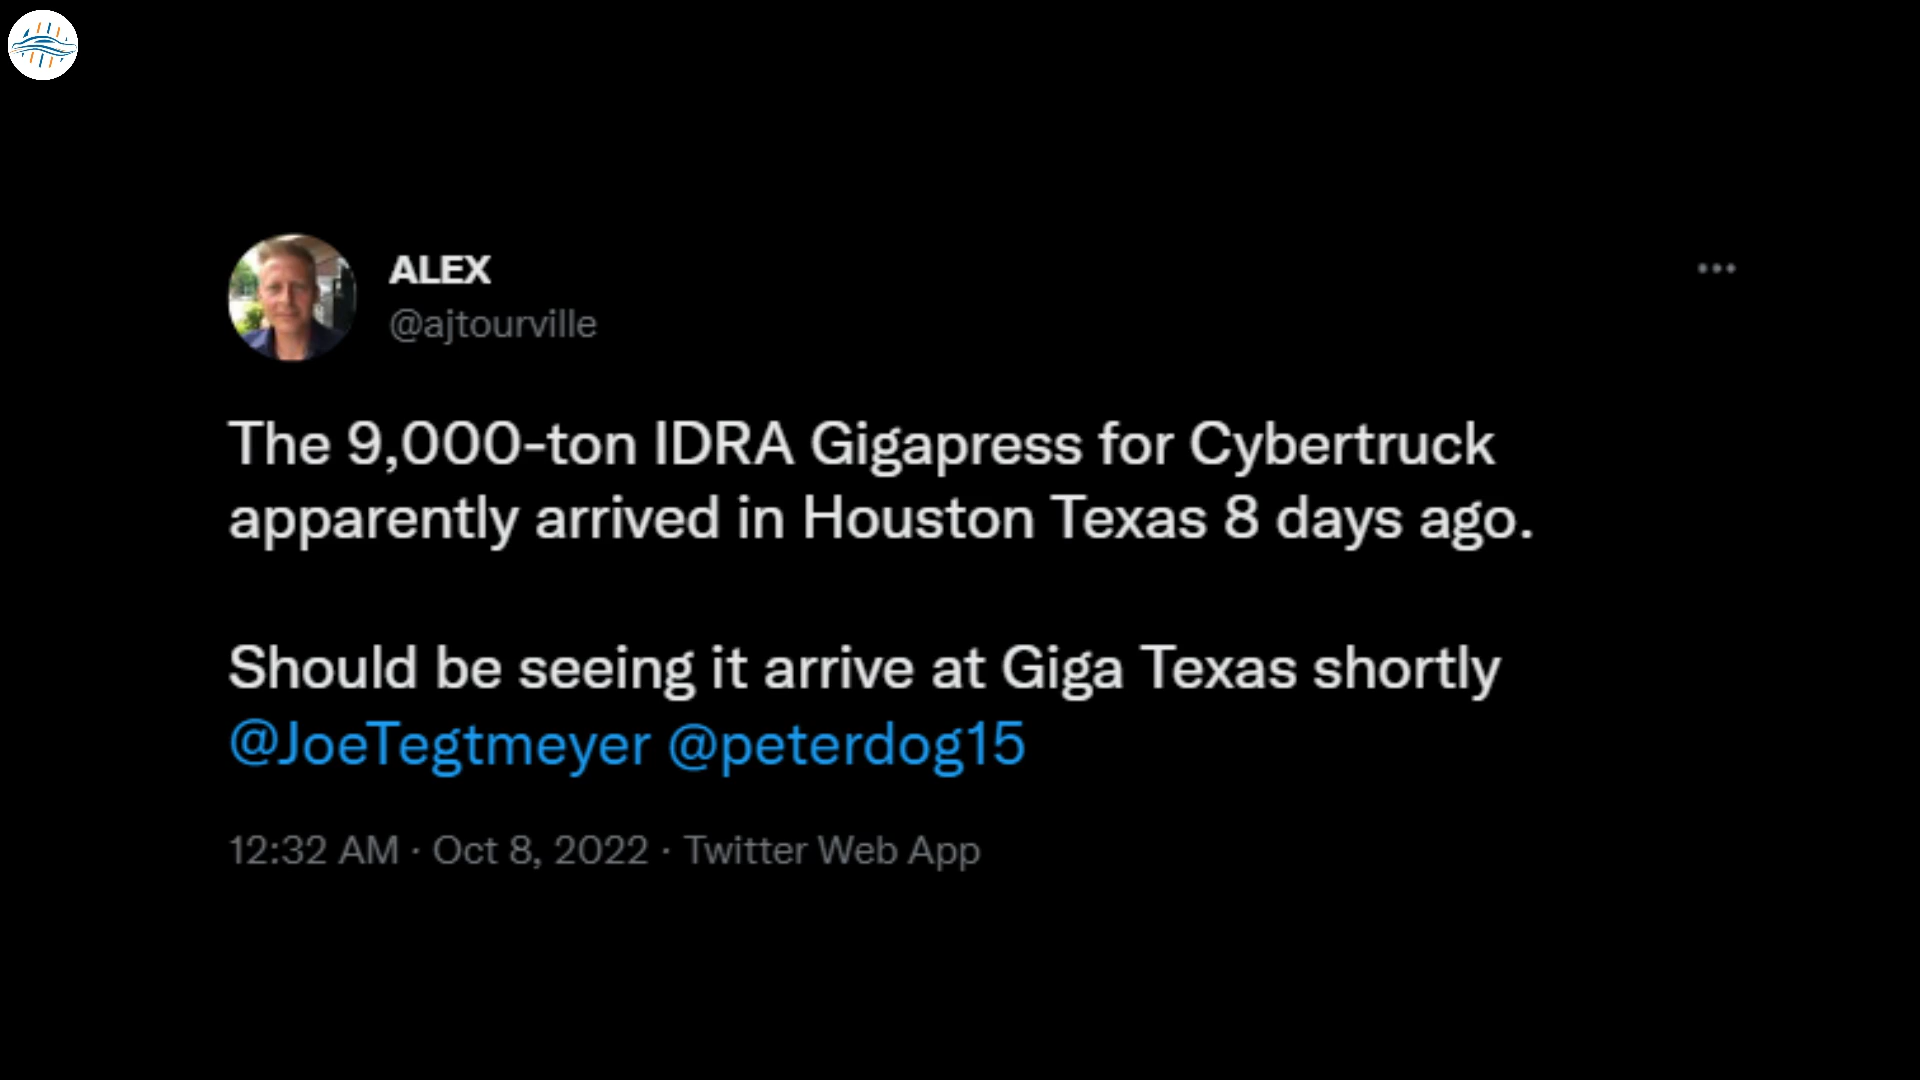 ALEX
@ajtourville
The 9,000-ton IDRA Gigapress for Cybertruck
apparently arrived in Houston Texas 8 days ago.
Should be seeing it arrive at Giga Texas shortly
@JoeTegtmeyer @peterdog15
12:32 AM · Oct 8, 2022 · Twitter Web App